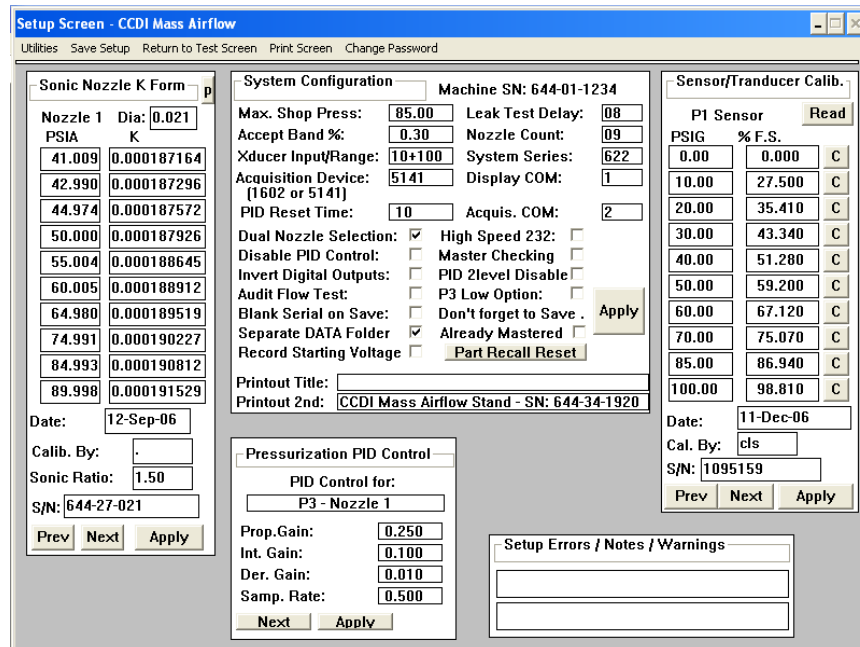 Setup Screen - CCDI Mass Airflow
Utilities Save Setup Return to Test Screen Print Screen Change Password
Sonic Nozzle K Form p
Nozzle 1 Dia: 0.021
PSIA K
41.009 0.000187164
42.990 0.000187296
44.974 0.000187572
50.000 0.000187926
55.004 0.000188645
60.005 0.000188912
64.980 0.000189519
74.991 0.000190227
84.993 0.000190812
89.998 0.000191529
Date: 12-Sep-06
Calib. By: .
Sonic Ratio: 1.50
S/N: 644-27-021
Prev Next Apply
System Configuration
Machine SN: 644-01-1234
Max. Shop Press: 85.00 Leak Test Delay: 08
Accept Band %: 0.30 Nozzle Count: 09
Xducer Input/Range: 10+100 System Series: 622
Acquisition Device: 5141 Display COM: 1
(1602 or 5141)
PID Reset Time: 10 Acquis. COM: 2
Dual Nozzle Selection: High Speed 232:
Disable PID Control: Master Checking
Invert Digital Outputs: PID 2level Disable
Audit Flow Test: P3 Low Option:
Blank Serial on Save: Don't forget to Save . Apply
Separate DATA Folder Already Mastered
Record Starting Voltage Part Recall Reset
Printout Title:
Printout 2nd: CCDI Mass Airflow Stand - SN: 644-34-1920
Pressurization PID Control
PID Control for:
P3 - Nozzle 1
Prop.Gain: 0.250
Int. Gain: 0.100
Der. Gain: 0.010
Samp. Rate: 0.500
Next Apply
Sensor/Tranducer Calib.
P1 Sensor Read
PSIG % F.S.
0.00 0.000 C
10.00 27.500 C
20.00 35.410 C
30.00 43.340 C
40.00 51.280 C
50.00 59.200 C
60.00 67.120 C
70.00 75.070 C
85.00 86.940 C
100.00 98.810 C
Date: 11-Dec-06
Cal. By: cls
S/N: 1095159
Prev Next Apply
Setup Errors / Notes / Warnings